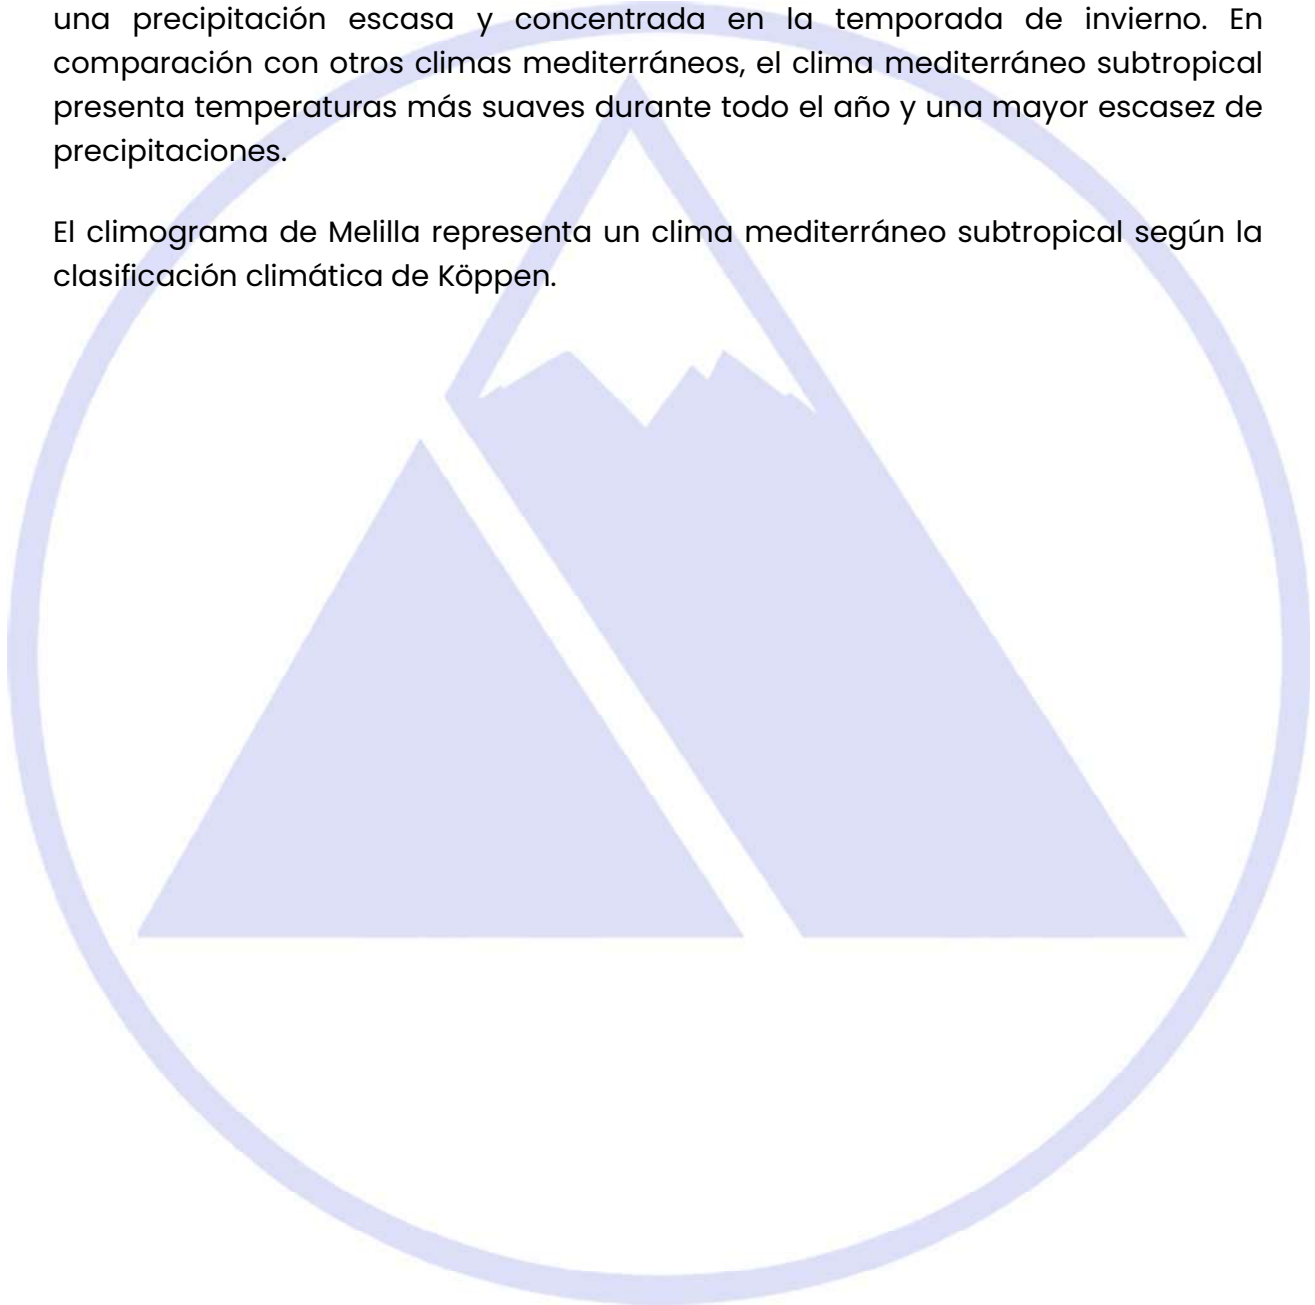 una precipitación escasa y concentrada en la temporada de invierno. En
comparación con otros climas mediterráneos, el clima mediterráneo subtropical
presenta temperaturas más suaves durante todo el año y una mayor escasez de
precipitaciones.
El climograma de Melilla representa un clima mediterráneo subtropical según la
clasificación climática de Köppen.